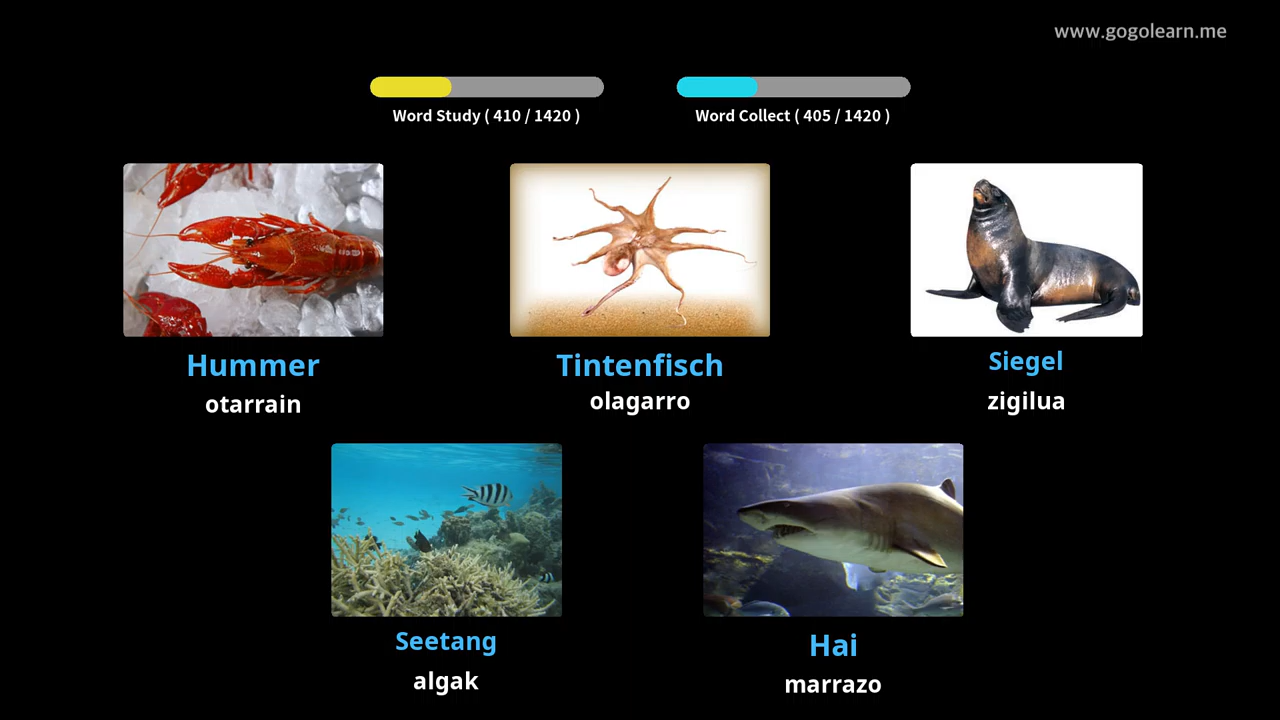 www.gogolearn.me
Word Study ( 410 / 1420 )
Word Collect ( 405 / 1420 )
Hummer
otarrain
Tintenfisch
olagarro
Siegel
zigilua
Seetang
algak
Hai
marrazo